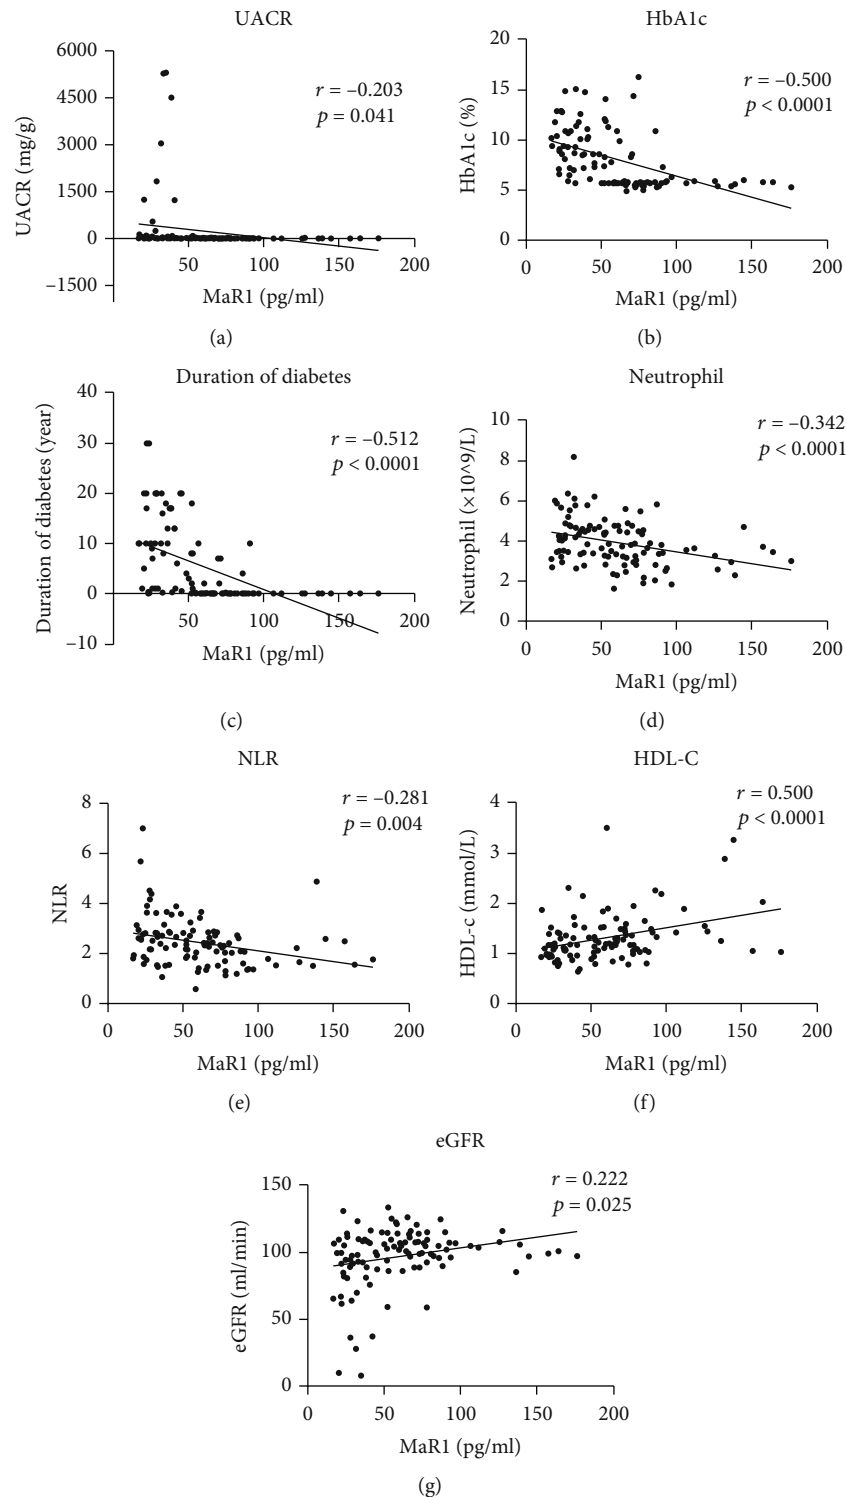 UACR
6000
4500
3000
1500
0
–1500
UACR (mg/g)
r = –0.203
p = 0.041
50
100
150
200
MaR1 (pg/ml)
(a)
HbA1c
20
15
10
5
0
HbA1c (%)
r = –0.500
p < 0.0001
0
50
100
150
200
MaR1 (pg/ml)
(b)
Duration of diabetes
40
30
20
10
0
–10
Duration of diabetes (year)
r = –0.512
p < 0.0001
50
100
150
200
MaR1 (pg/ml)
(c)
Neutrophil
10
8
6
4
2
0
Neutrophil (×10^9/L)
r = –0.342
p < 0.0001
0
50
100
150
200
MaR1 (pg/ml)
(d)
NLR
8
6
4
2
0
NLR
r = –0.281
p = 0.004
0
50
100
150
200
MaR1 (pg/ml)
(e)
HDL-C
4
3
2
1
0
HDL-c (mmol/L)
r = 0.500
p < 0.0001
0
50
100
150
200
MaR1 (pg/ml)
(f)
eGFR
150
100
50
0
eGFR (ml/min)
r = 0.222
p = 0.025
0
50
100
150
200
MaR1 (pg/ml)
(g)